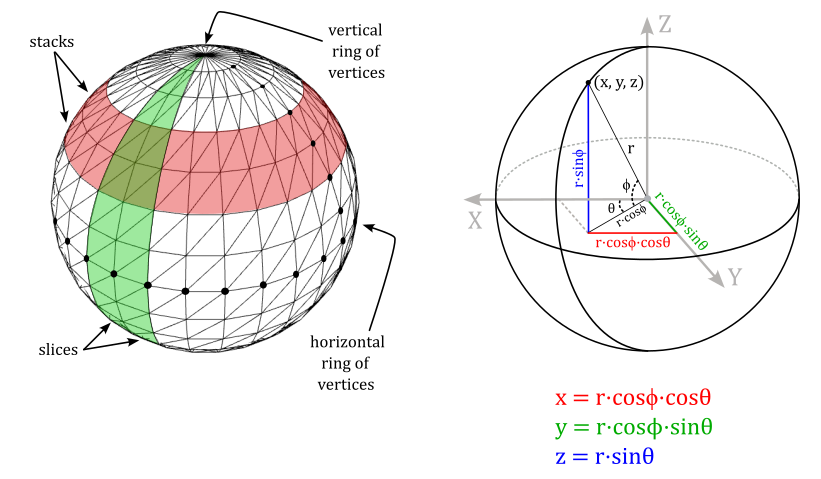 stacks
vertical
ring of
vertices
slices
horizontal
ring of
vertices
Z
(x, y, z)
r
r·sinϕ
ϕ
θ
r·cosϕ
r·cosϕ·sinθ
r·cosϕ·cosθ
X
Y
x = r·cosϕ·cosθ
y = r·cosϕ·sinθ
z = r·sinθ